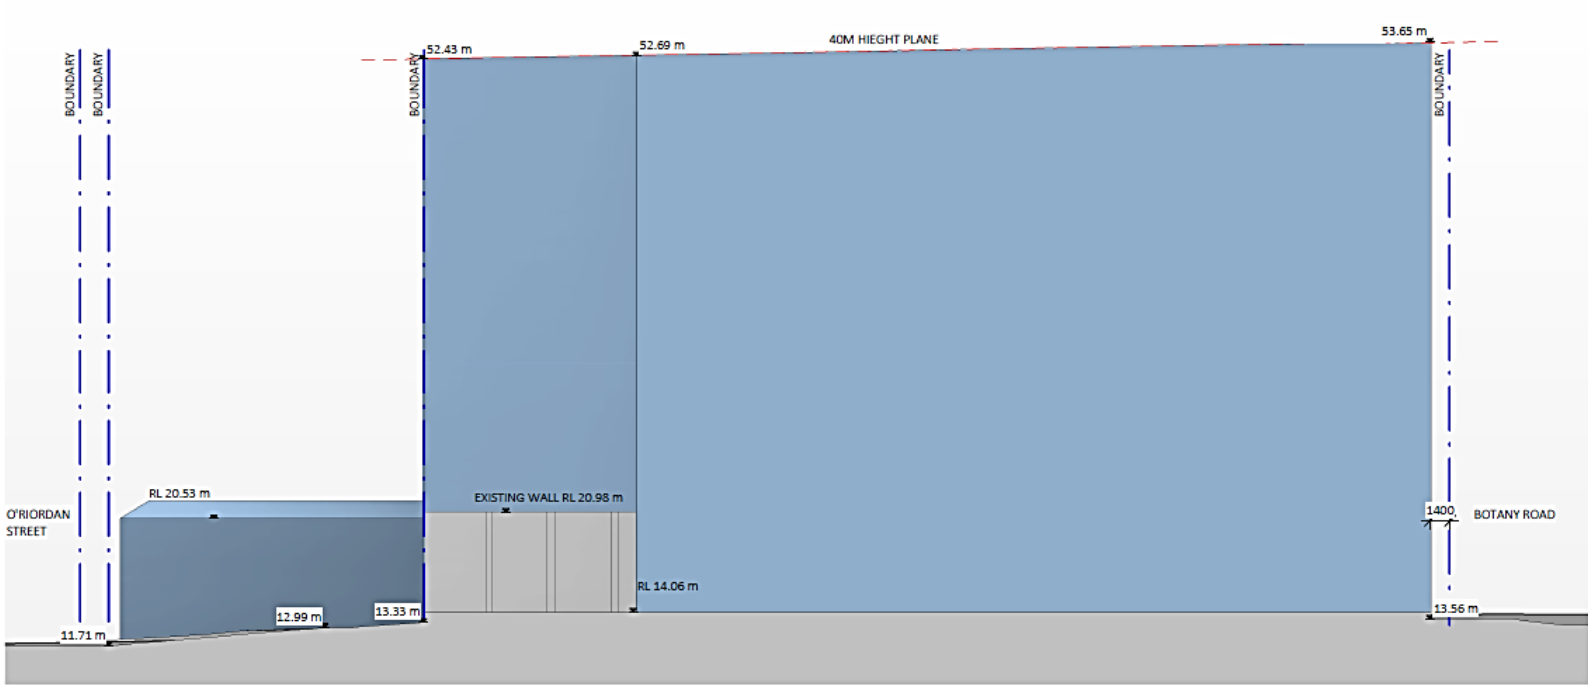 53.65 m
40M HIEGHT PLANE
52.69 m
52.43 m
BOUNDARY
BOUNDARY
BOUNDARY
BOUNDARY
RL 20.53 m
EXISTING WALL RL 20.98 m
O'RIORDAN
STREET
1400
BOTANY ROAD
RL 14.06 m
13.33 m
12.99 m
13.56 m
11.71 m